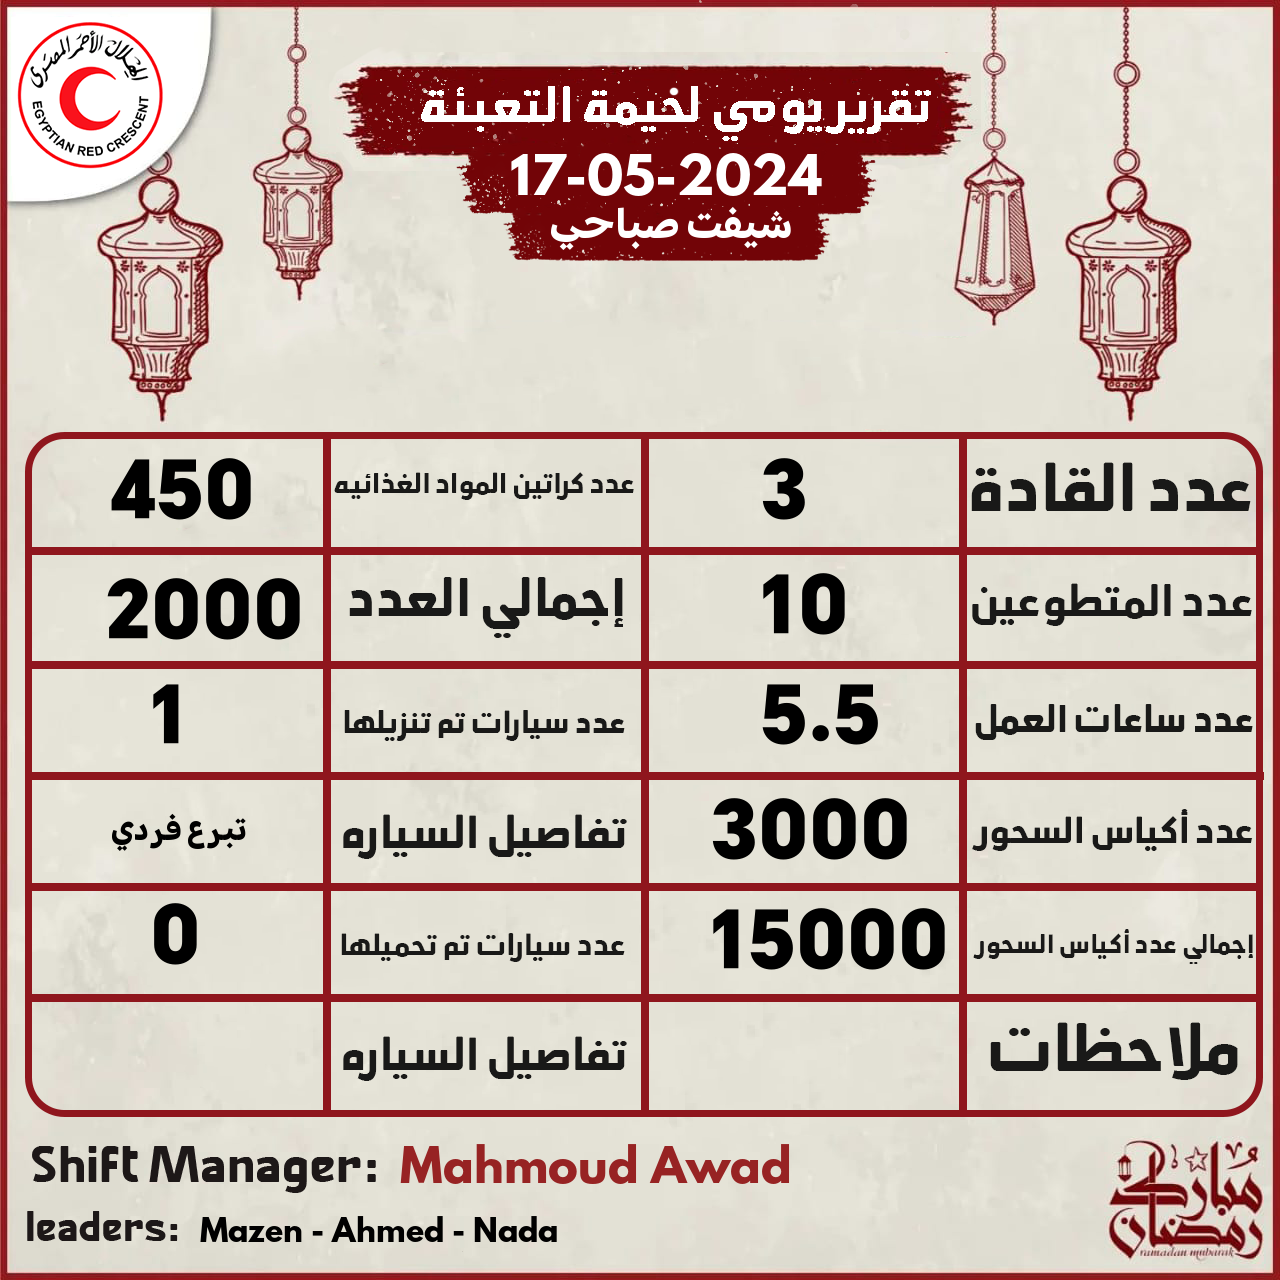 الهلال الأحمر المصرى
EGYPTIAN RED CRESCENT
تقرير يومي لخيمة التعبئة
17-05-2024
شيفت صباحي
عدد القادة
3
عدد كراتين المواد الغذائيه
450
عدد المتطوعين
10
إجمالي العدد
2000
عدد ساعات العمل
5.5
عدد سيارات تم تنزيلها
1
عدد أكياس السحور
3000
تفاصيل السياره
تبرع فردي
إجمالي عدد أكياس السحور
15000
عدد سيارات تم تحميلها
0
ملاحظات
تفاصيل السياره
Shift Manager: Mahmoud Awad
leaders: Mazen - Ahmed - Nada
مبارك
رمضان
ramadan mubarak